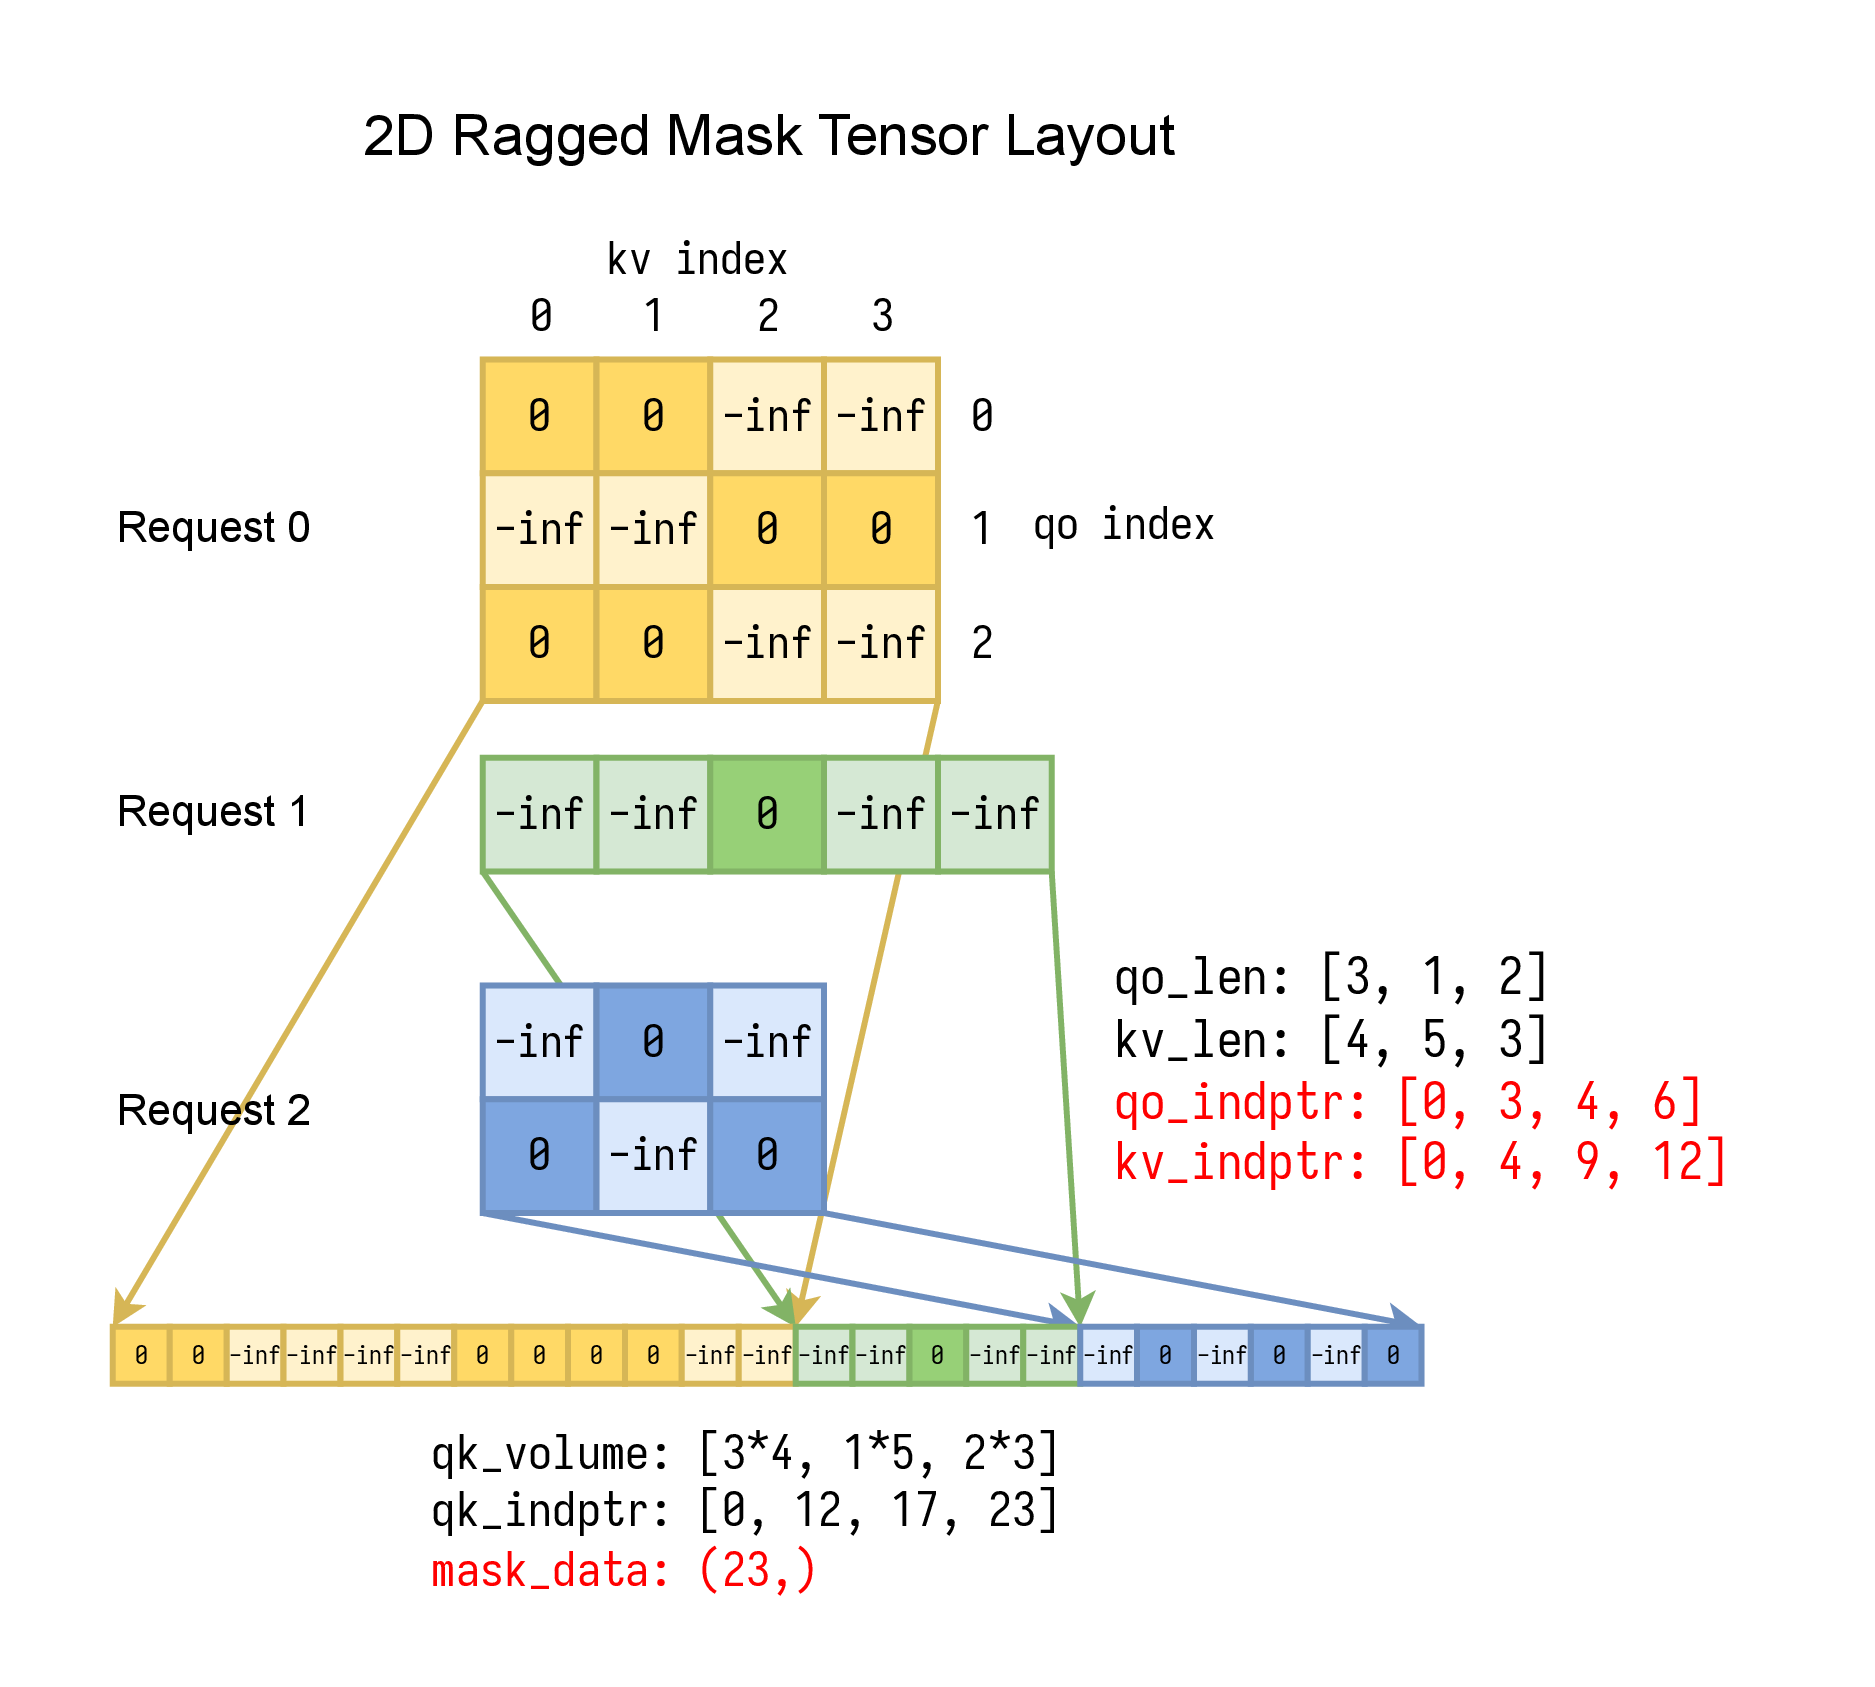 2D Ragged Mask Tensor Layout
kv index
0 1 2 3
0 0 -inf -inf 0
Request 0 -inf -inf 0 0 1 qo index
0 0 -inf -inf 2
Request 1 -inf -inf 0 -inf -inf
qo_len: [3, 1, 2]
kv_len: [4, 5, 3]
qo_indptr: [0, 3, 4, 6]
kv_indptr: [0, 4, 9, 12]
-inf 0 -inf
Request 2
0 -inf 0
0 0 -inf -inf -inf -inf 0 0 0 0 -inf -inf -inf -inf 0 -inf -inf -inf 0 -inf 0 -inf 0
qk_volume: [3*4, 1*5, 2*3]
qk_indptr: [0, 12, 17, 23]
mask_data: (23,)